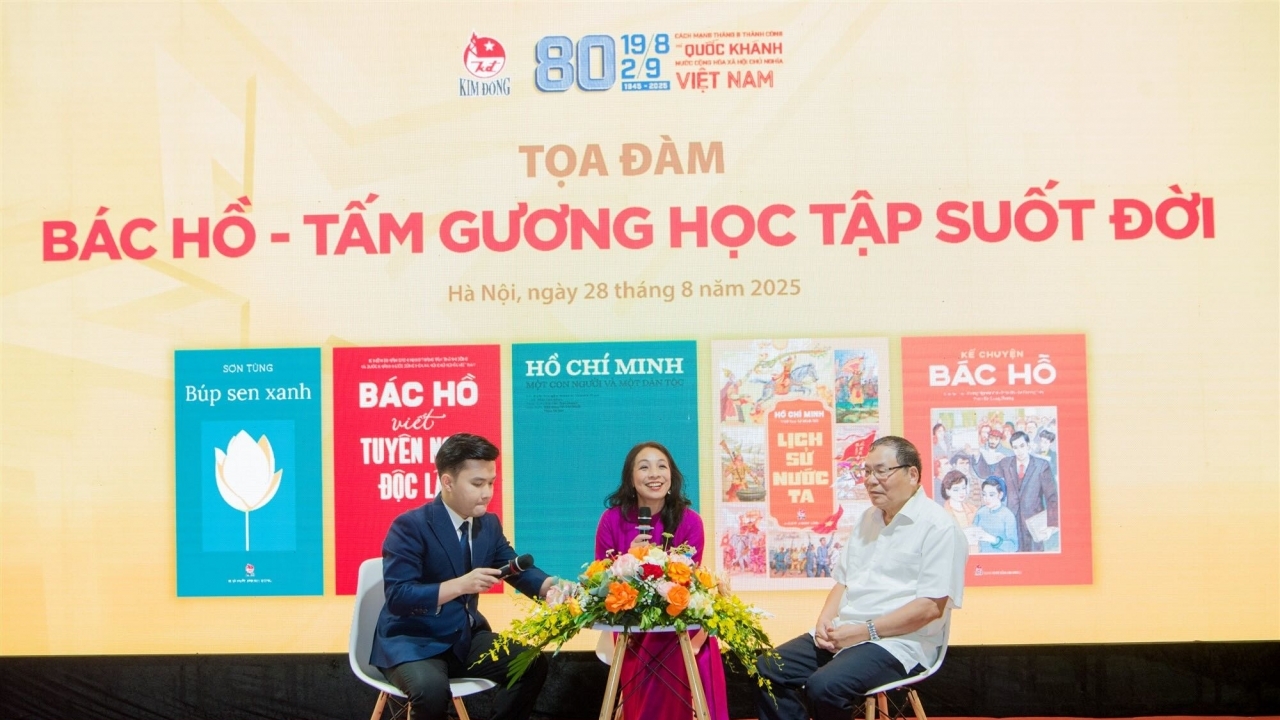 KIM ĐỒNG
80
19/8
2/9
1945 - 2025
CÁCH MẠNG THÁNG 8 THÀNH CÔNG
QUỐC KHÁNH
NƯỚC CỘNG HÒA XÃ HỘI CHỦ NGHĨA
VIỆT NAM
TỌA ĐÀM
BÁC HỒ - TẤM GƯƠNG HỌC TẬP SUỐT ĐỜI
Hà Nội, ngày 28 tháng 8 năm 2025
SƠN TÙNG
Búp sen xanh
BÁC HỒ
viết
TUYÊN
ĐỘC
HỒ CHÍ MINH
MỘT CON NGƯỜI VÀ MỘT DÂN TỘC
HỒ CHÍ MINH
LỊCH
SỬ
NƯỚC
TA
KỂ CHUYỆN
BÁC HỒ